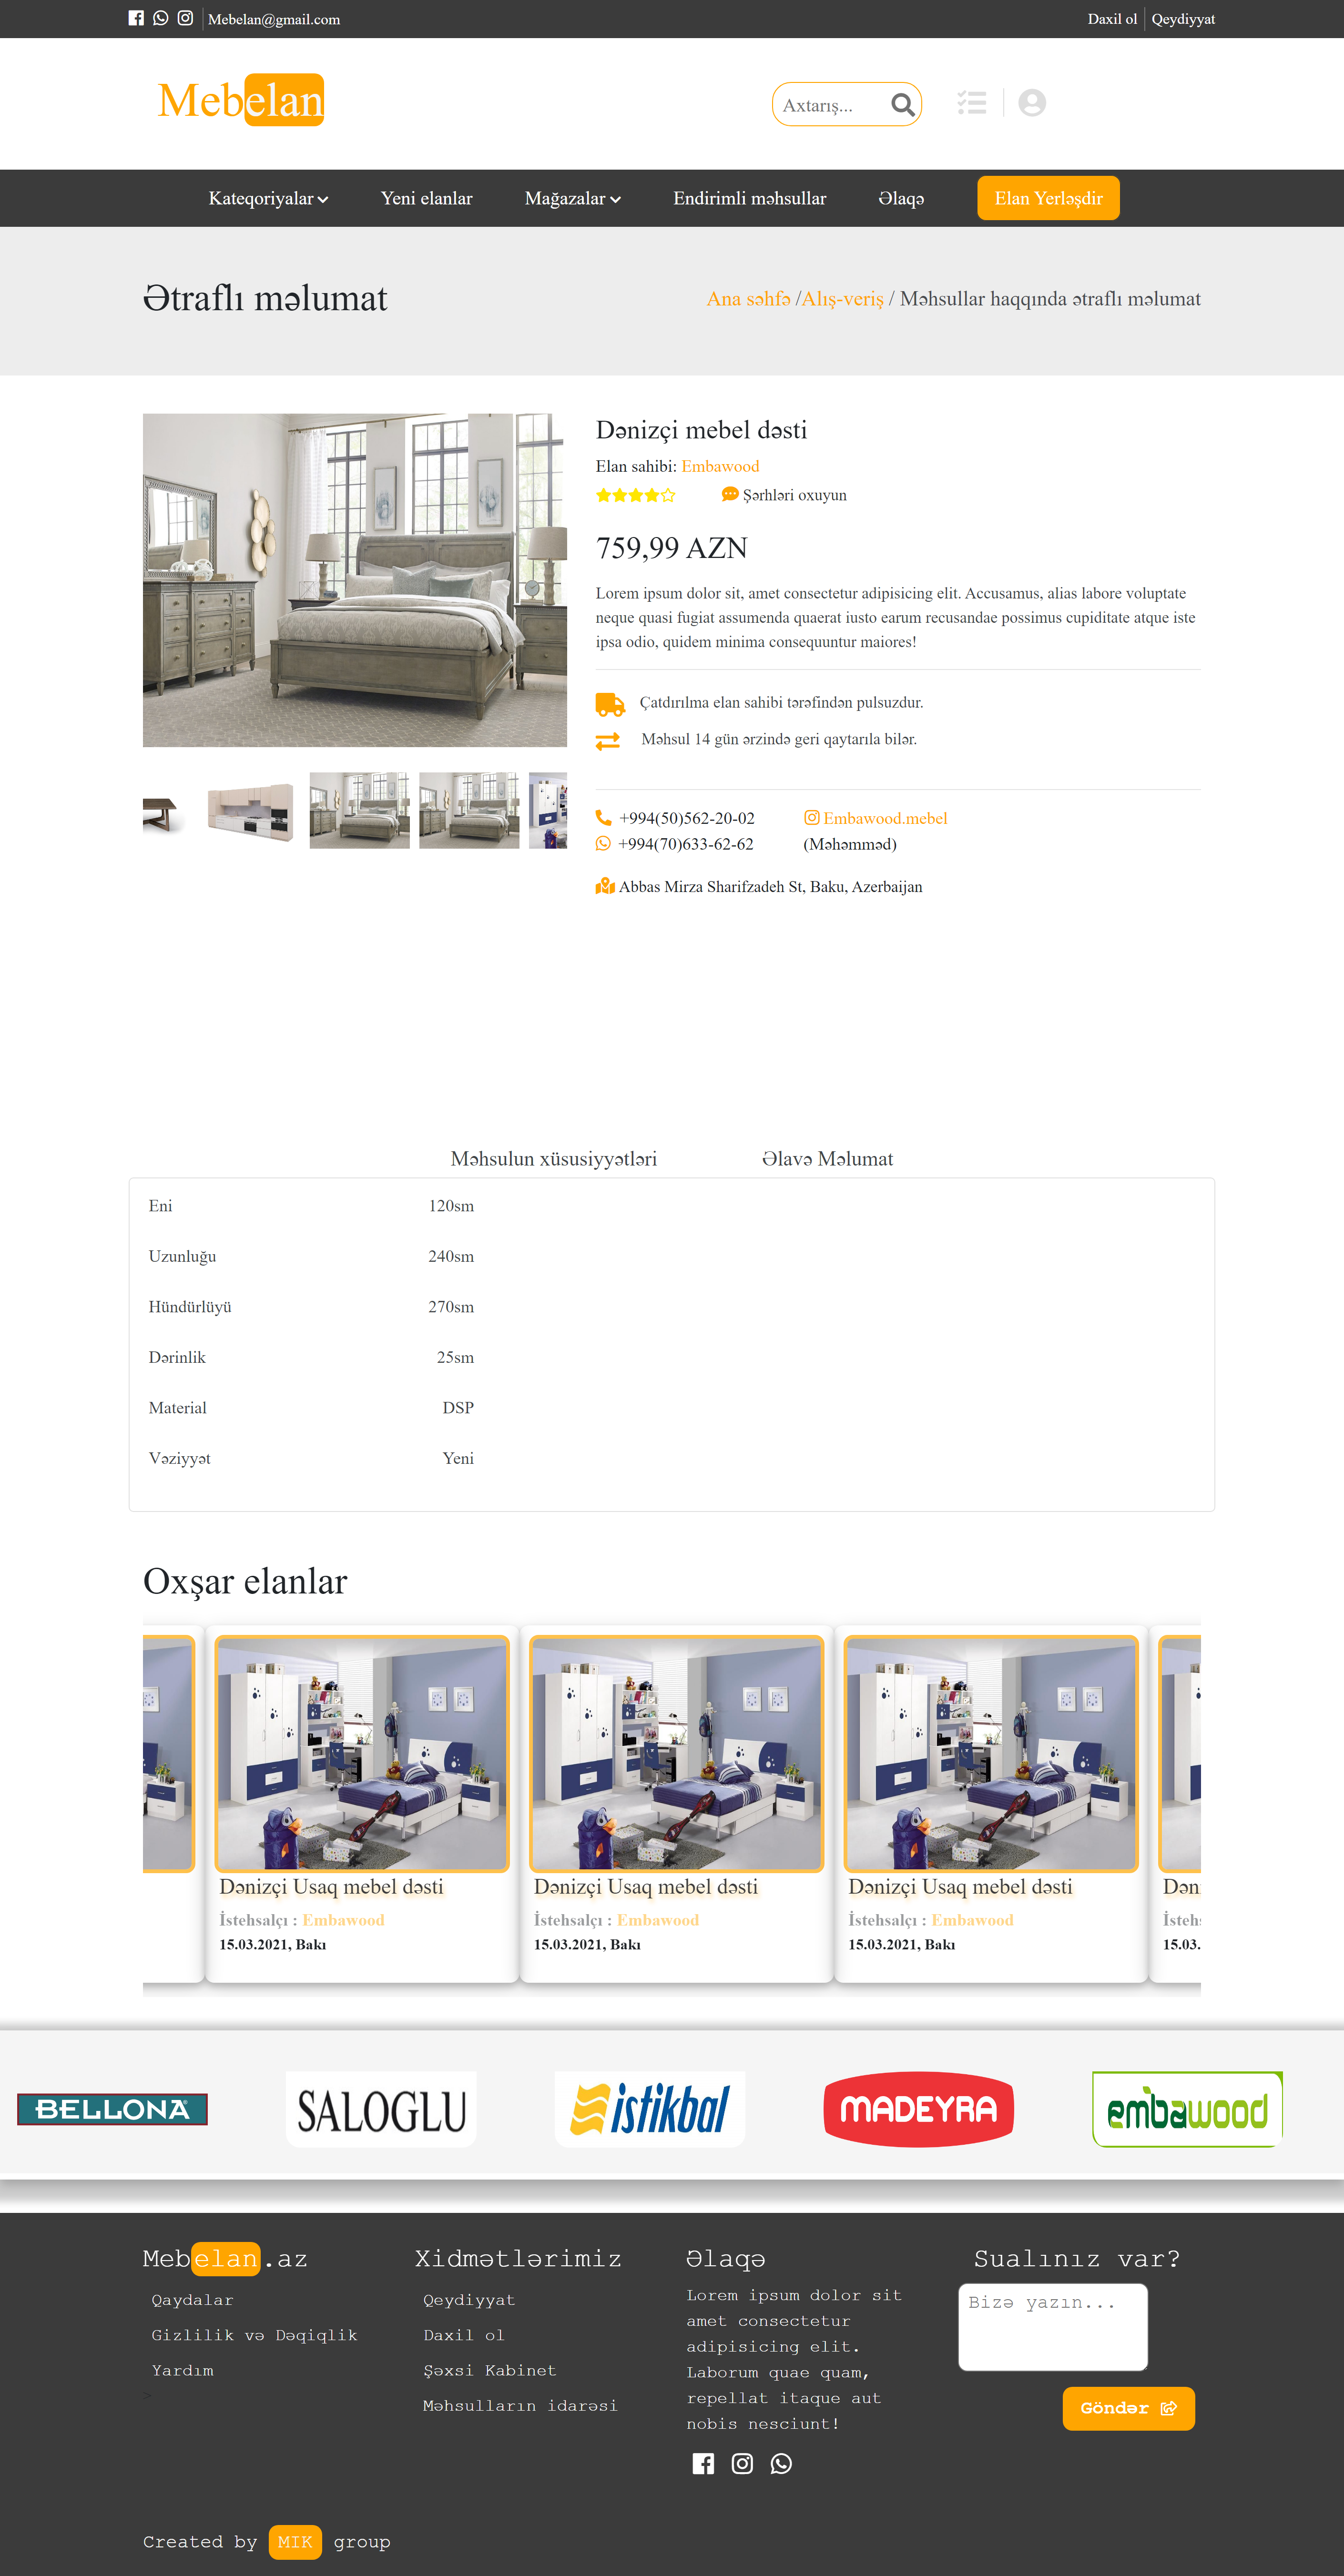 Mebelan@gmail.com
Daxil ol
Qeydiyyat
Mebelan
Axtarış...
Kateqoriyalar
Yeni elanlar
Mağazalar
Endirimli məhsullar
Əlaqə
Elan Yerləşdir
Ətraflı məlumat
Ana səhfə /Alış-veriş / Məhsullar haqqında ətraflı məlumat
Dənizçi mebel dəsti
Elan sahibi: Embawood
Şərhləri oxuyun
759,99 AZN
Lorem ipsum dolor sit, amet consectetur adipisicing elit. Accusamus, alias labore voluptate
neque quasi fugiat assumenda quaerat iusto earum recusandae possimus cupiditate atque iste
ipsa odio, quidem minima consequuntur maiores!
Çatdırılma elan sahibi tərəfindən pulsuzdur.
Məhsul 14 gün ərzində geri qaytarıla bilər.
+994(50)562-20-02
Embawood.mebel
+994(70)633-62-62
(Məhəmməd)
Abbas Mirza Sharifzadeh St, Baku, Azerbaijan
Məhsulun xüsusiyyətləri
Əlavə Məlumat
Eni 120sm
Uzunluğu 240sm
Hündürlüyü 270sm
Dərinlik 25sm
Material DSP
Vəziyyət Yeni
Oxşar elanlar
Dənizçi Usaq mebel dəsti
İstehsalçı : Embawood
15.03.2021, Bakı
Dənizçi Usaq mebel dəsti
İstehsalçı : Embawood
15.03.2021, Bakı
Dənizçi Usaq mebel dəsti
İstehsalçı : Embawood
15.03.2021, Bakı
Dən
İsteh
15.03.
BELLONA
SALOGLU
istikbal
MADEYRA
embawood
Mebelan.az
Qaydalar
Gizlilik və Dəqiqlik
Yardım
>
Xidmətlərimiz
Qeydiyyat
Daxil ol
Şəxsi Kabinet
Məhsulların idarəsi
Əlaqə
Lorem ipsum dolor sit
amet consectetur
adipisicing elit.
Laborum quae quam,
repellat itaque aut
nobis nesciunt!
Sualınız var?
Bizə yazın...
Göndər
Created by MIK group